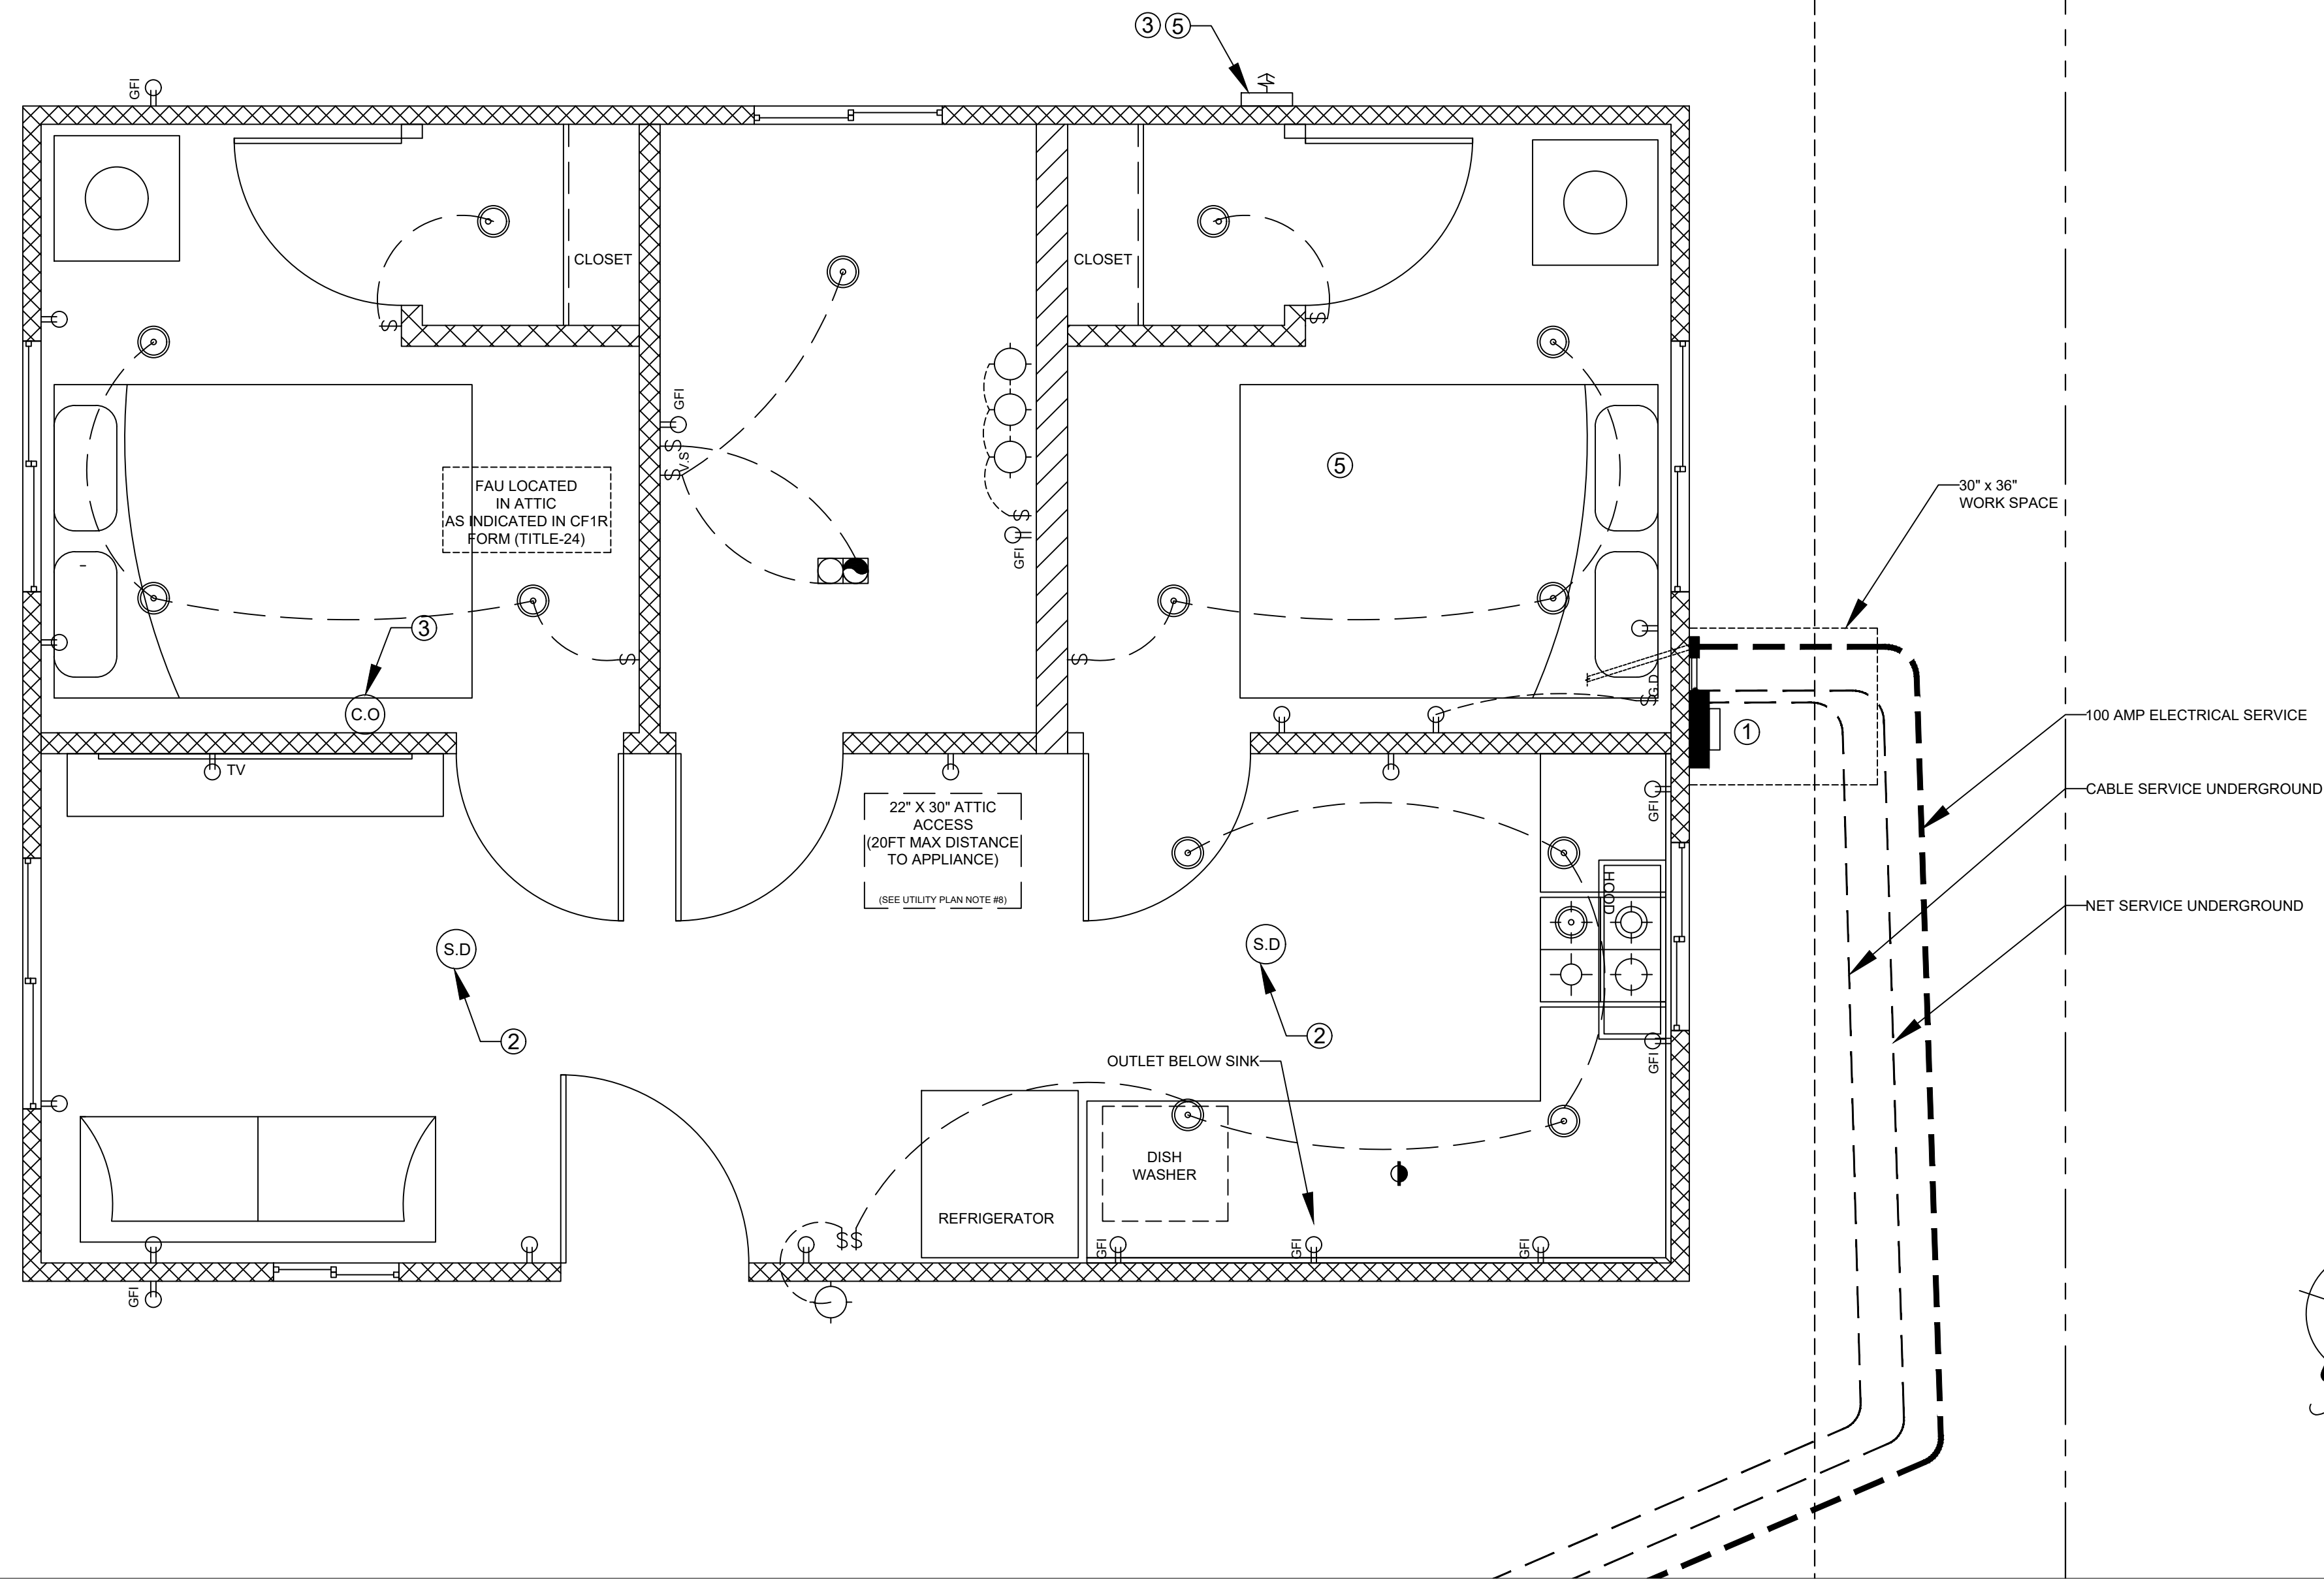 ③ ⑤
GFI
CLOSET
CLOSET
GFI
$
$
$
V.S
$
⑤
30" x 36"
WORK SPACE
FAU LOCATED
IN ATTIC
AS INDICATED IN CF1R
FORM (TITLE-24)
$
GFI
③
$
$
$
G.D
C.O
①
100 AMP ELECTRICAL SERVICE
TV
CABLE SERVICE UNDERGROUND
GFI
22" X 30" ATTIC
ACCESS
(20FT MAX DISTANCE
TO APPLIANCE)
(SEE UTILITY PLAN NOTE #8)
HOOD
NET SERVICE UNDERGROUND
S.D
S.D
②
②
OUTLET BELOW SINK
GFI
DISH
WASHER
REFRIGERATOR
$$
GFI
GFI
GFI
GFI